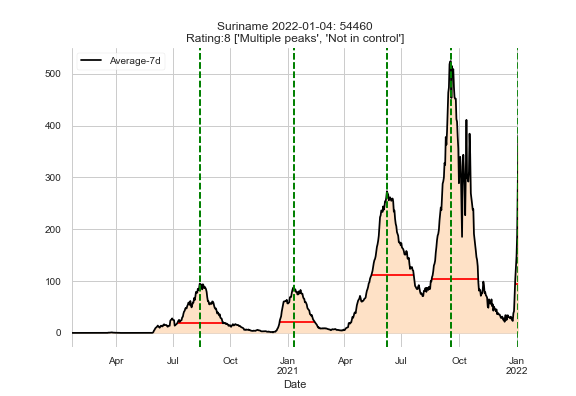 Suriname 2022-01-04: 54460
Rating:8 ['Multiple peaks', 'Not in control']
Average-7d
500
400
300
200
100
0
Apr Jul Oct Jan Apr Jul Oct Jan
2021 2022
Date